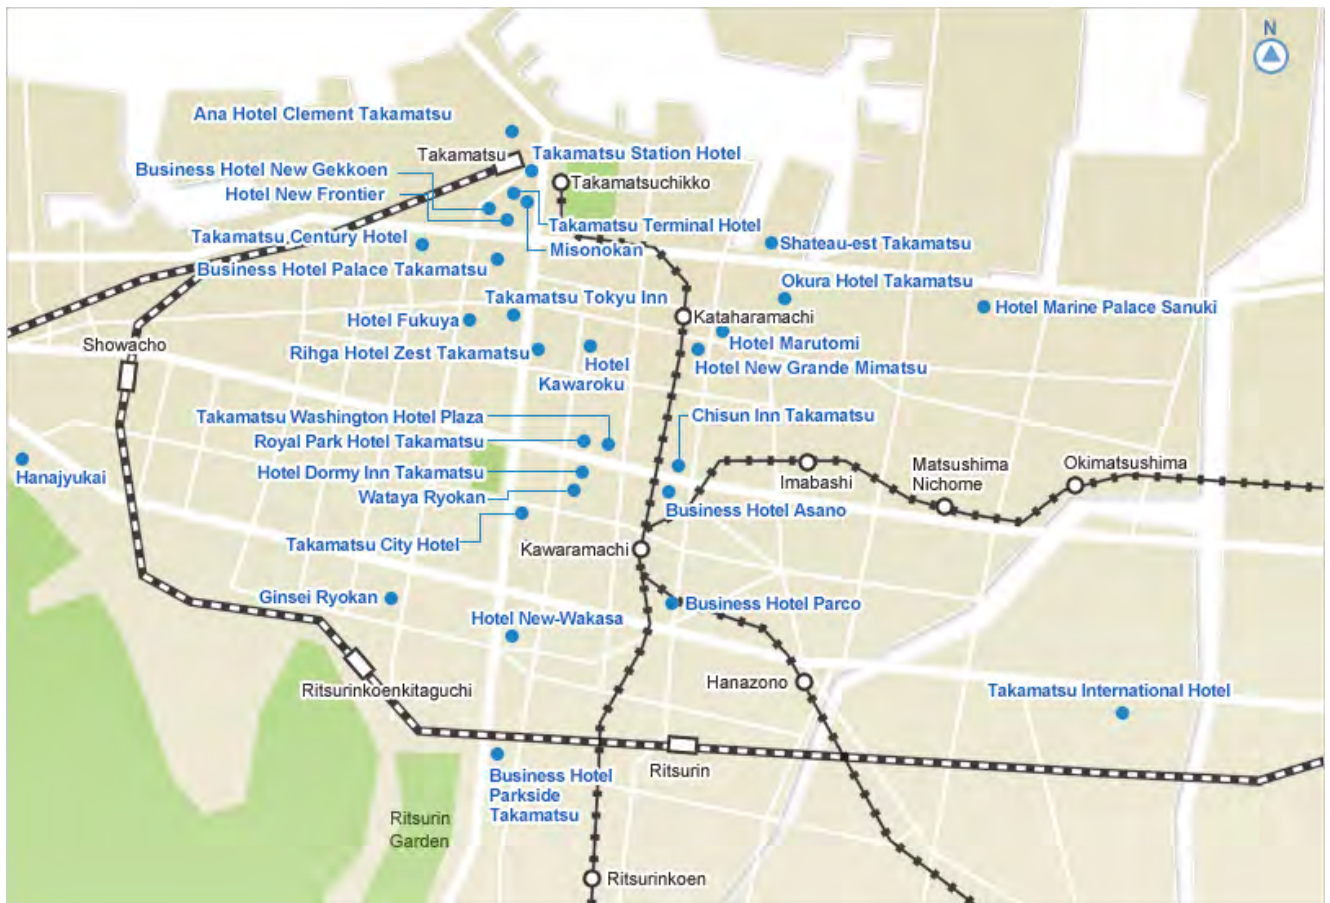 N
Ana Hotel Clement Takamatsu
Takamatsu
Takamatsu Station Hotel
Business Hotel New Gekkoen
Takamatsuchikko
Hotel New Frontier
Takamatsu Terminal Hotel
Takamatsu Century Hotel
Misonokan
Shateau-est Takamatsu
Business Hotel Palace Takamatsu
Okura Hotel Takamatsu
Takamatsu Tokyu Inn
Hotel Marine Palace Sanuki
Hotel Fukuya
Kataharamachi
Showacho
Hotel Marutomi
Rihga Hotel Zest Takamatsu
Hotel
Kawaroku
Hotel New Grande Mimatsu
Takamatsu Washington Hotel Plaza
Chisun Inn Takamatsu
Royal Park Hotel Takamatsu
Hanajyukai
Hotel Dormy Inn Takamatsu
Imabashi
Matsushima
Nichome
Okimatsushima
Wataya Ryokan
Business Hotel Asano
Takamatsu City Hotel
Kawaramachi
Ginsei Ryokan
Business Hotel Parco
Hotel New-Wakasa
Hanazono
Ritsurinkoenkitaguchi
Takamatsu International Hotel
Ritsurin
Business Hotel
Parkside
Takamatsu
Ritsurin
Garden
Ritsurinkoen